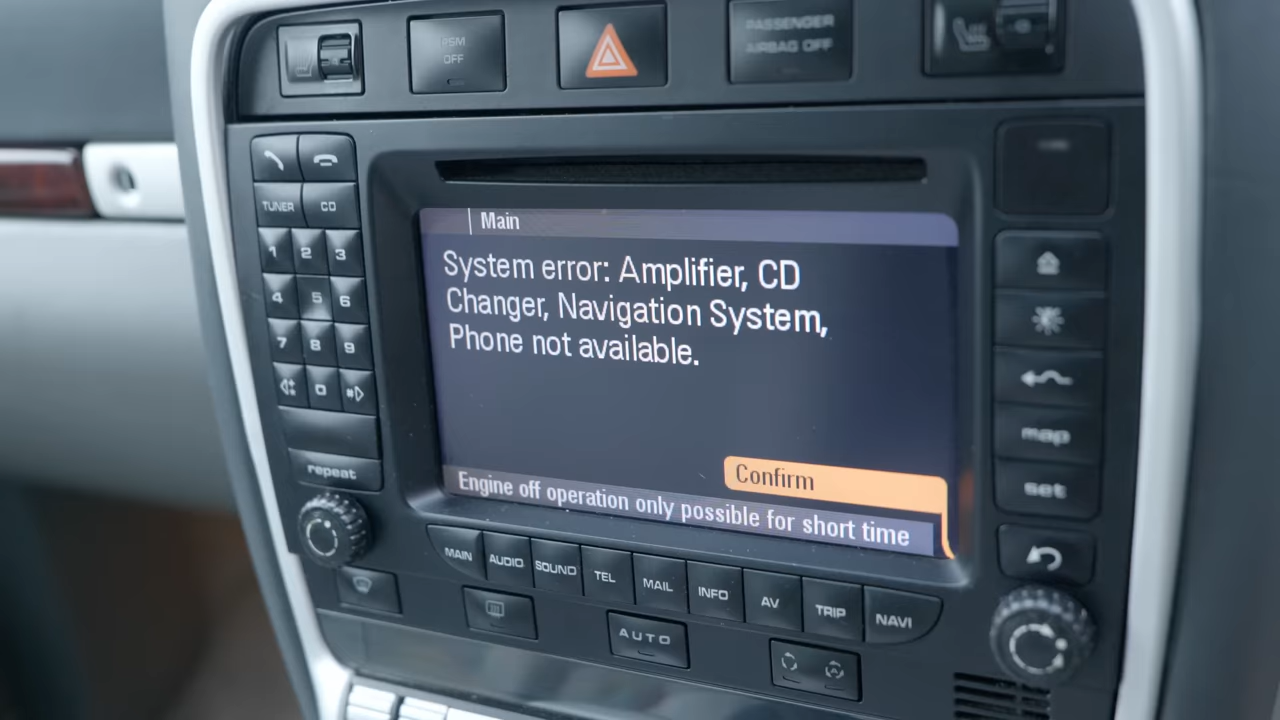 PSM
OFF
PASSENGER
AIRBAG OFF
TUNER
CD
1 2 3
4 5 6
7 8 9
0
repeat
Main
System error: Amplifier, CD
Changer, Navigation System,
Phone not available.
Confirm
Engine off operation only possible for short time
map
set
MAIN AUDIO SOUND TEL MAIL INFO AV TRIP NAVI
AUTO